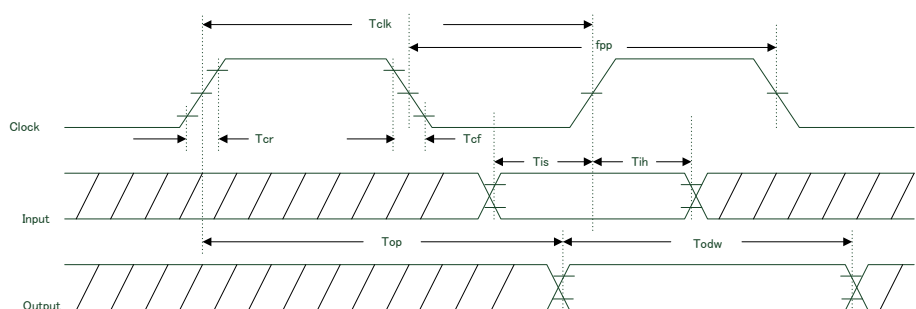 Tclk
fpp
Clock
Tcr
Tcf
Tis
Tih
Input
Top
Todw
Output